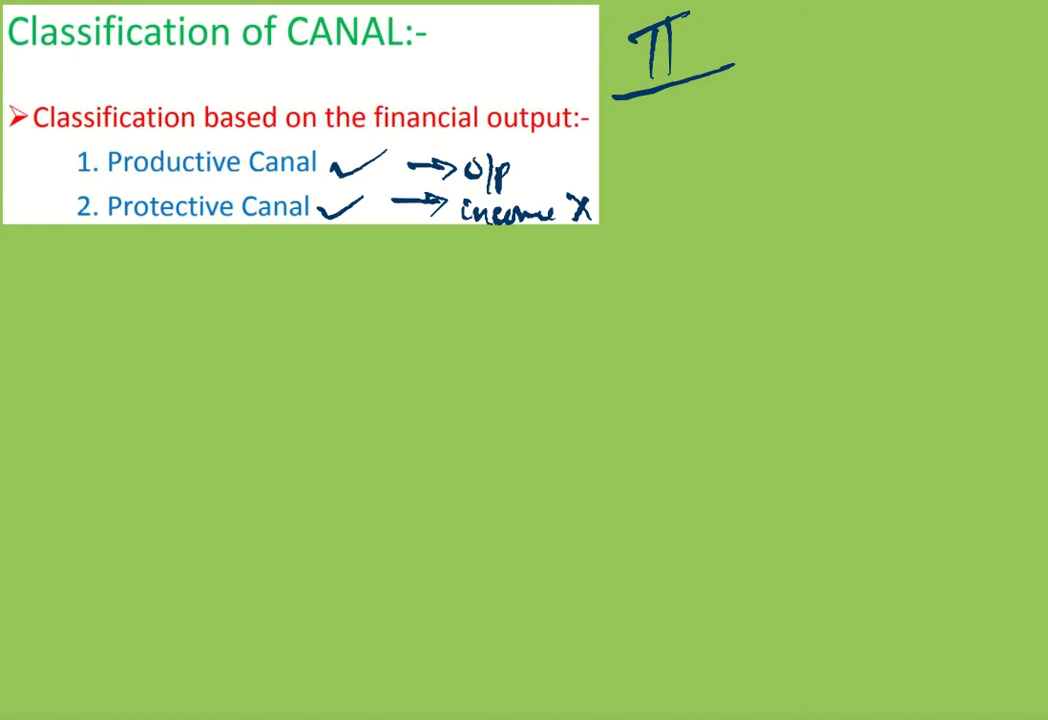 Classification of CANAL:-
II
➢Classification based on the financial output:-
1. Productive Canal ✓ → O/P
2. Protective Canal ✓ → income X